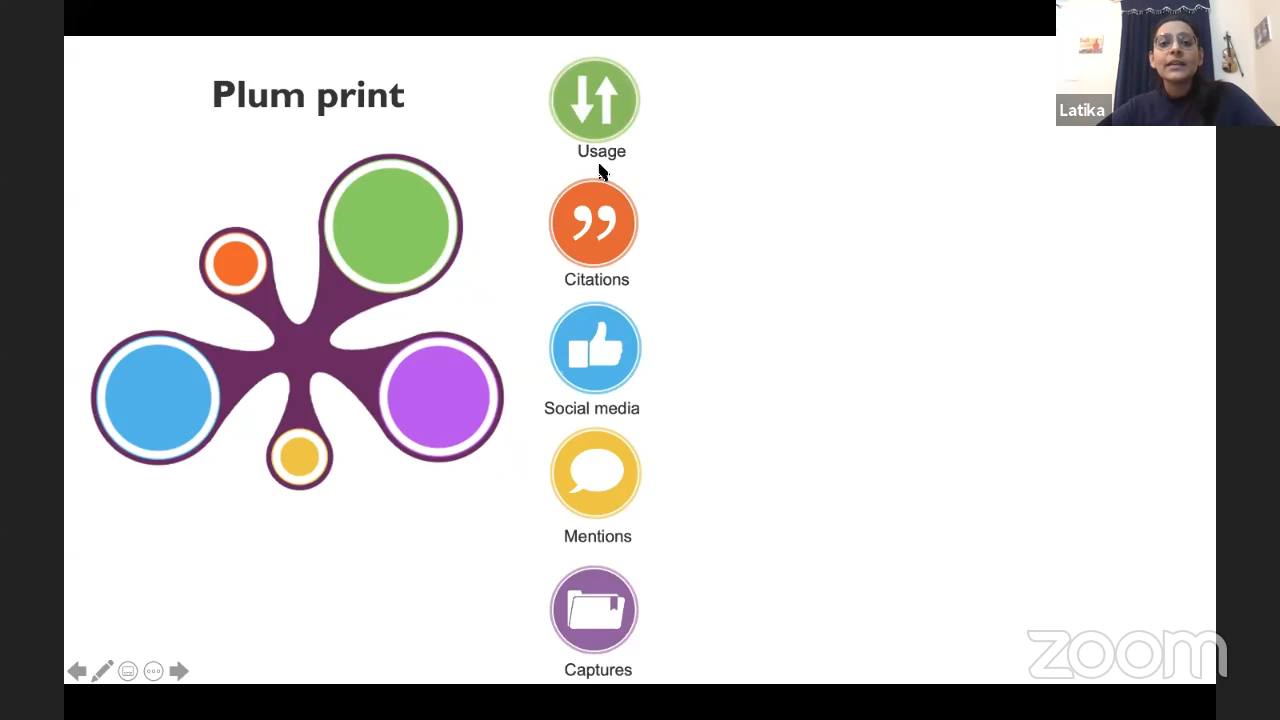 Plum print
Usage
Citations
Social media
Mentions
Captures
Latika
zoom